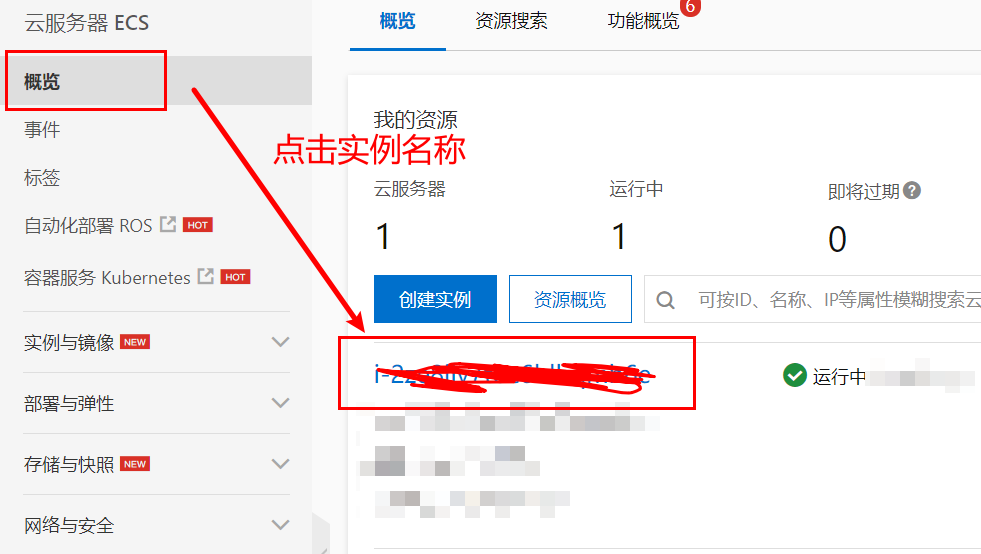 云服务器 ECS
概览
事件
标签
自动化部署 ROS HOT
容器服务 Kubernetes HOT
实例与镜像 NEW
部署与弹性
存储与快照 NEW
网络与安全
概览 资源搜索 功能概览 6
我的资源
点击实例名称
云服务器 运行中 即将过期 ?
1 1 0
创建实例 资源概览 可按ID、名称、IP等属性模糊搜索云
运行中